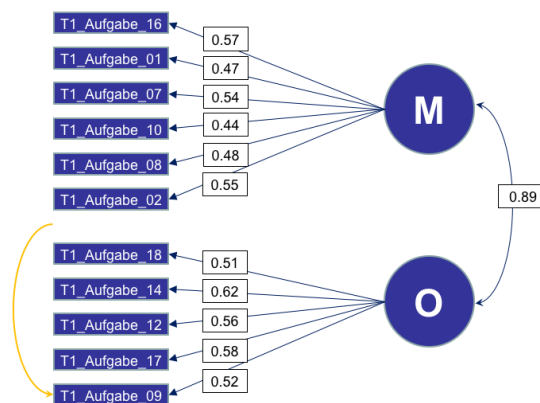 T1_Aufgabe_16
0.57
T1_Aufgabe_01
0.47
T1_Aufgabe_07
0.54
M
T1_Aufgabe_10
0.44
T1_Aufgabe_08
0.48
T1_Aufgabe_02
0.55
0.89
T1_Aufgabe_18
0.51
T1_Aufgabe_14
0.62
O
T1_Aufgabe_12
0.56
T1_Aufgabe_17
0.58
T1_Aufgabe_09
0.52